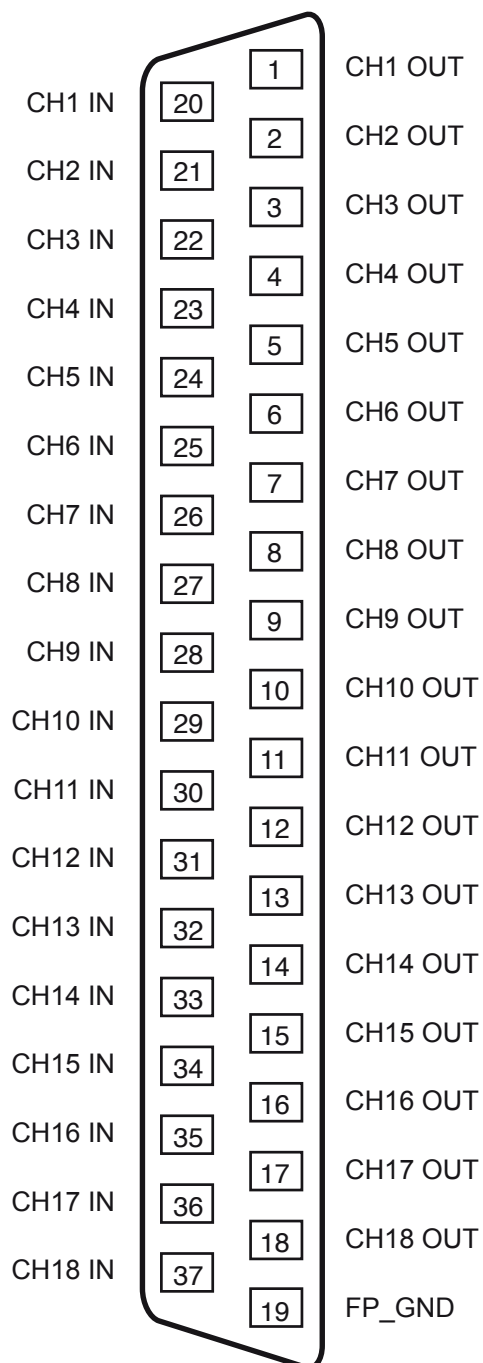 1 CH1 OUT
CH1 IN 20
2 CH2 OUT
CH2 IN 21
3 CH3 OUT
CH3 IN 22
4 CH4 OUT
CH4 IN 23
5 CH5 OUT
CH5 IN 24
6 CH6 OUT
CH6 IN 25
7 CH7 OUT
CH7 IN 26
8 CH8 OUT
CH8 IN 27
9 CH9 OUT
CH9 IN 28
10 CH10 OUT
CH10 IN 29
11 CH11 OUT
CH11 IN 30
12 CH12 OUT
CH12 IN 31
13 CH13 OUT
CH13 IN 32
14 CH14 OUT
CH14 IN 33
15 CH15 OUT
CH15 IN 34
16 CH16 OUT
CH16 IN 35
17 CH17 OUT
CH17 IN 36
18 CH18 OUT
CH18 IN 37
19 FP_GND